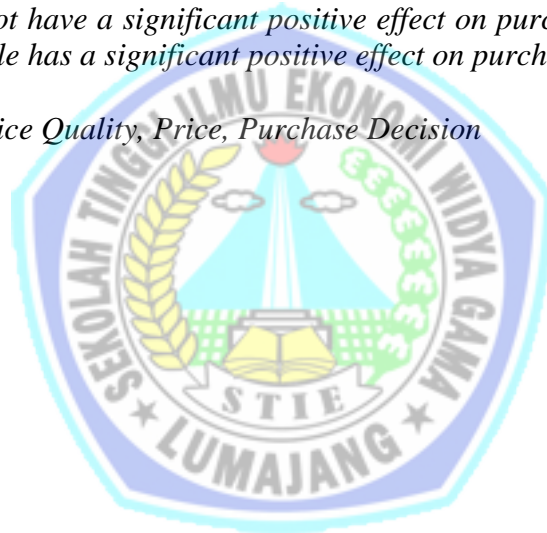 ot have a significant positive effect on purc
le has a significant positive effect on purch
ice Quality, Price, Purchase Decision
SEKOLAH TINGGI ILMU EKONOMI WIDYA GAMA
STIE
LUMAJANG